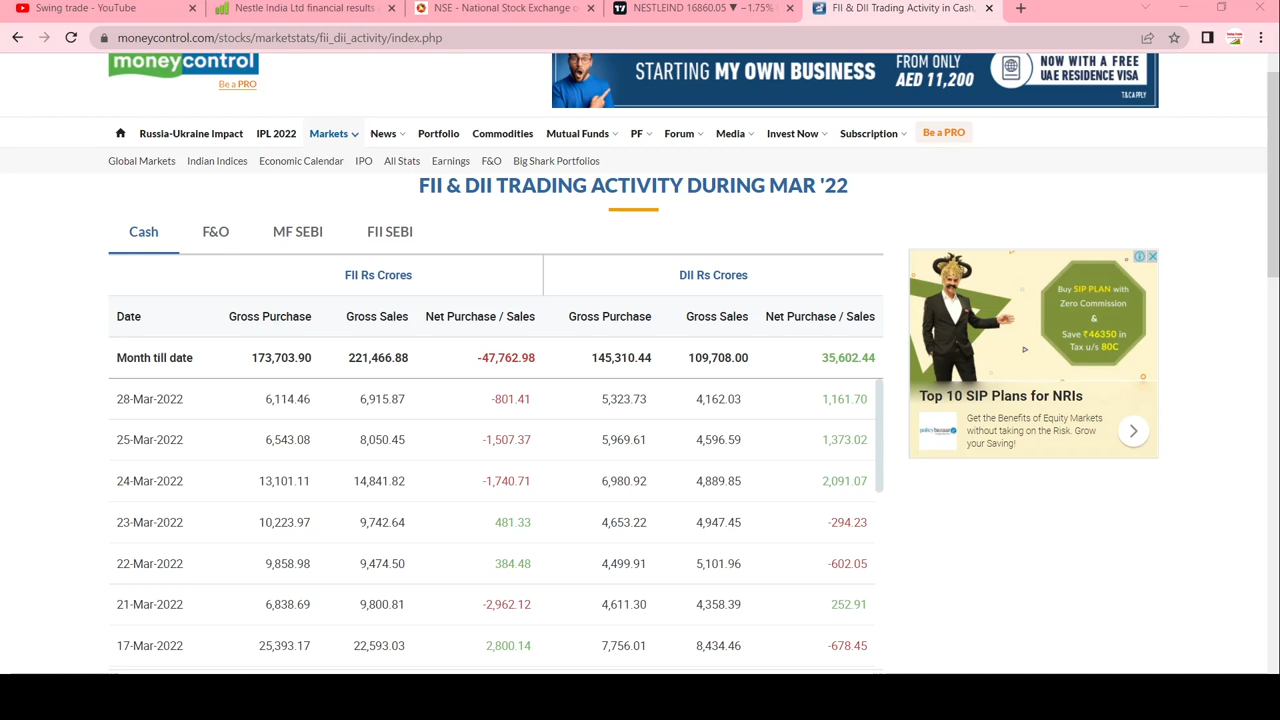 Swing trade - YouTube
Nestle India Ltd financial results
NSE - National Stock Exchange o
NESTLEIND 16860.05 ▼ −1.75%
FII & DII Trading Activity in Cash,
moneycontrol.com/stocks/marketstats/fii_dii_activity/index.php
moneycontrol
Be a PRO
STARTING MY OWN BUSINESS
FROM ONLY
AED 11,200
NOW WITH A FREE
UAE RESIDENCE VISA
T&C APPLY
Russia-Ukraine Impact IPL 2022 Markets News Portfolio Commodities Mutual Funds PF Forum Media Invest Now Subscription Be a PRO
Global Markets Indian Indices Economic Calendar IPO All Stats Earnings F&O Big Shark Portfolios
FII & DII TRADING ACTIVITY DURING MAR '22
Cash F&O MF SEBI FII SEBI
FII Rs Crores DII Rs Crores
Date Gross Purchase Gross Sales Net Purchase / Sales Gross Purchase Gross Sales Net Purchase / Sales
Month till date 173,703.90 221,466.88 -47,762.98 145,310.44 109,708.00 35,602.44
28-Mar-2022 6,114.46 6,915.87 -801.41 5,323.73 4,162.03 1,161.70
25-Mar-2022 6,543.08 8,050.45 -1,507.37 5,969.61 4,596.59 1,373.02
24-Mar-2022 13,101.11 14,841.82 -1,740.71 6,980.92 4,889.85 2,091.07
23-Mar-2022 10,223.97 9,742.64 481.33 4,653.22 4,947.45 -294.23
22-Mar-2022 9,858.98 9,474.50 384.48 4,499.91 5,101.96 -602.05
21-Mar-2022 6,838.69 9,800.81 -2,962.12 4,611.30 4,358.39 252.91
17-Mar-2022 25,393.17 22,593.03 2,800.14 7,756.01 8,434.46 -678.45
Buy SIP PLAN with
Zero Commission
&
Save ₹46350 in
Tax u/s 80C
Top 10 SIP Plans for NRIs
policybazaar
Get the Benefits of Equity Markets
without taking on the Risk. Grow
your Saving!